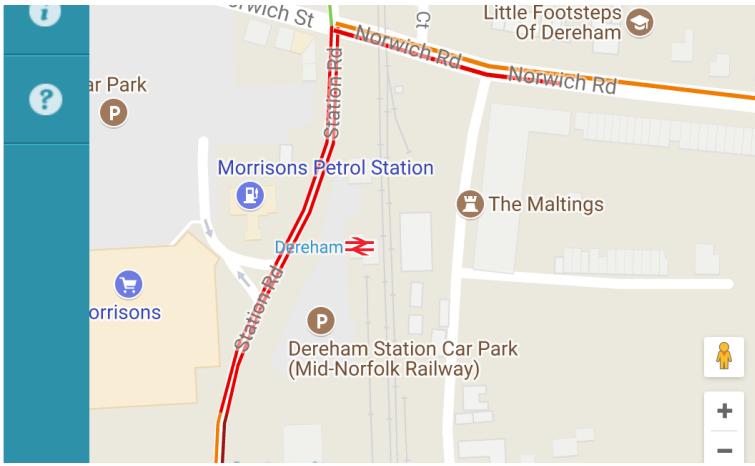 i
orwich St
Ct
Little Footsteps
Of Dereham
Norwich Rd
Norwich Rd
?
ar Park
P
Station Rd
Morrisons Petrol Station
The Maltings
Dereham
orrisons
Station Rd
P
Dereham Station Car Park
(Mid-Norfolk Railway)
+
−